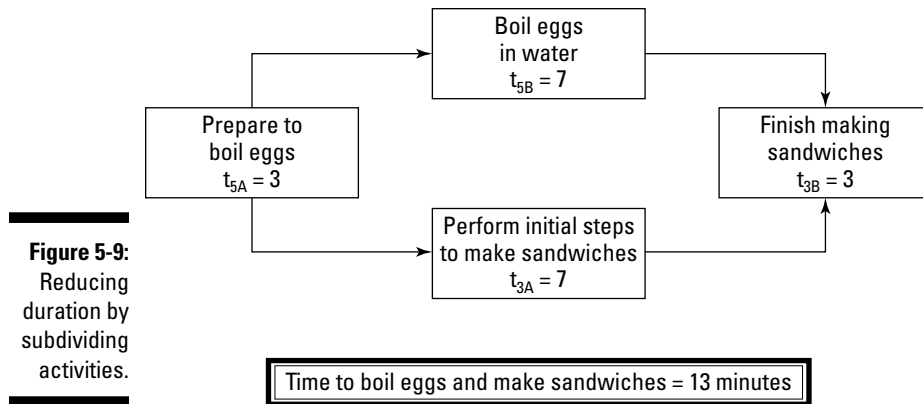 Boil eggs
in water
t5B = 7
Prepare to
boil eggs
t5A = 3
Finish making
sandwiches
t3B = 3
Perform initial steps
to make sandwiches
t3A = 7
Figure 5-9:
Reducing
duration by
subdividing
activities.
Time to boil eggs and make sandwiches = 13 minutes